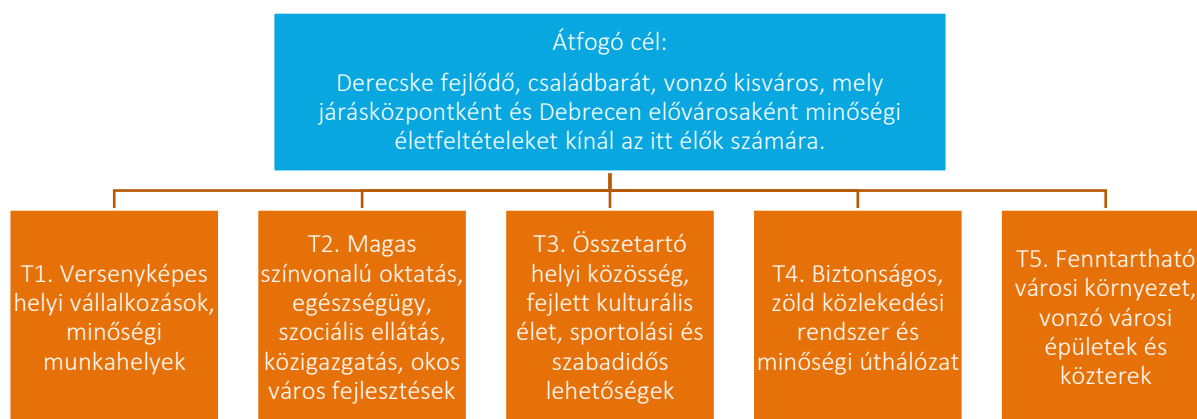 Átfogó cél:
Derecske fejlődő, családbarát, vonzó kisváros, mely
járásközpontként és Debrecen elővárosaként minőségi
életfeltételeket kínál az itt élők számára.
T1. Versenyképes
helyi vállalkozások,
minőségi
munkahelyek
T2. Magas
színvonalú oktatás,
egészségügy,
szociális ellátás,
közigazgatás, okos
város fejlesztések
T3. Összetartó
helyi közösség,
fejlett kulturális
élet, sportolási és
szabadidős
lehetőségek
T4. Biztonságos,
zöld közlekedési
rendszer és
minőségi úthálózat
T5. Fenntartható
városi környezet,
vonzó városi
épületek és
közterek